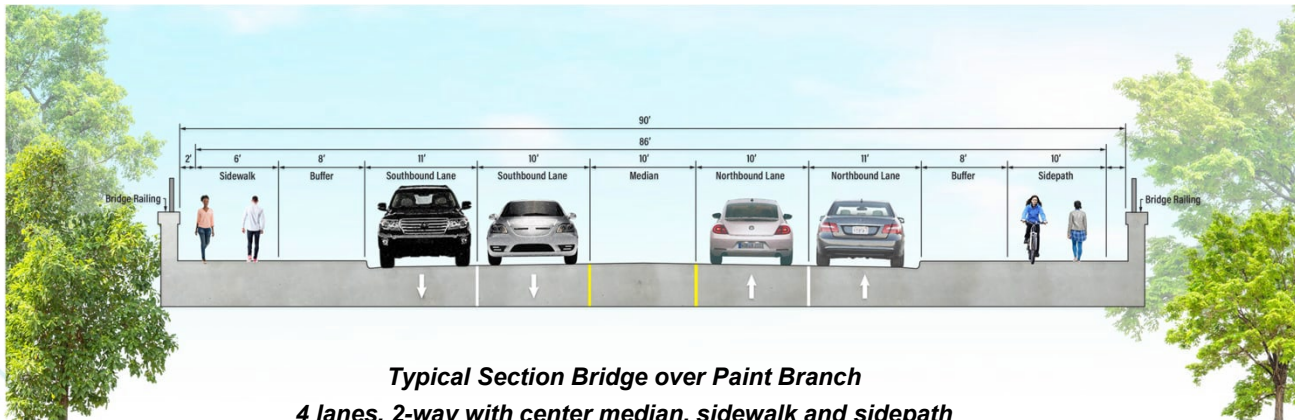 90'
86'
2' 6' 8' 11' 10' 10' 10' 11' 8' 10'
Sidewalk Buffer Southbound Lane Southbound Lane Median Northbound Lane Northbound Lane Buffer Sidepath
Bridge Railing Bridge Railing
Typical Section Bridge over Paint Branch
4 lanes, 2-way with center median, sidewalk and sidepath